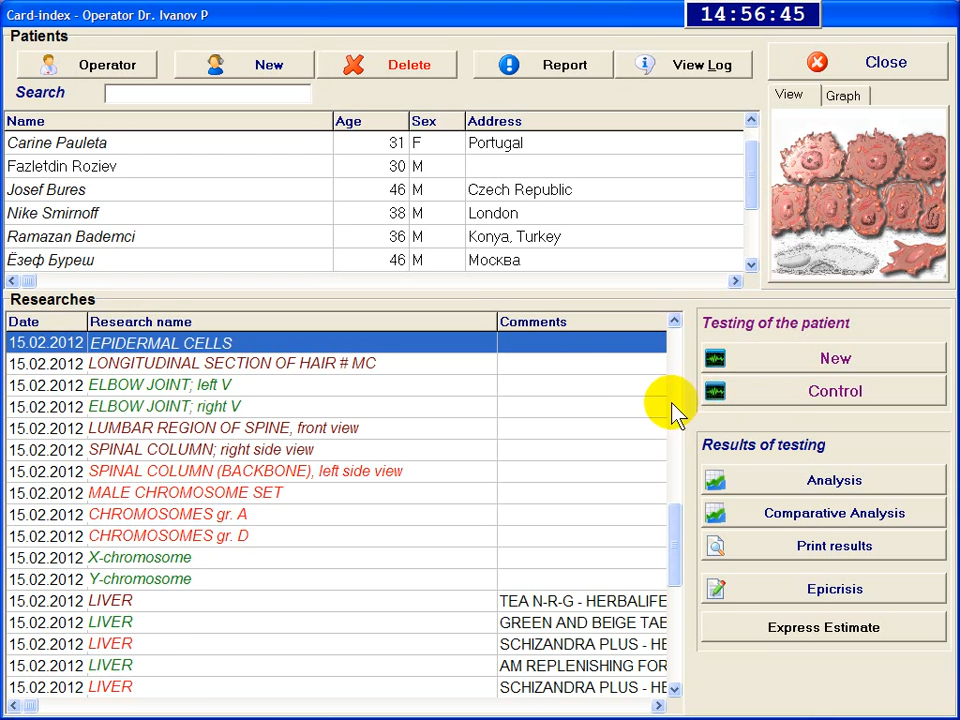 Card-index - Operator Dr. Ivanov P
14:56:45
Patients
Operator New Delete Report View Log Close
Search
View Graph
Name Age Sex Address
Carine Pauleta 31 F Portugal
Fazletdin Roziev 30 M
Josef Bures 46 M Czech Republic
Nike Smirnoff 38 M London
Ramazan Bademci 36 M Konya, Turkey
Ёзеф Буреш 46 M Москва
Researches
Date Research name Comments
15.02.2012 EPIDERMAL CELLS
15.02.2012 LONGITUDINAL SECTION OF HAIR # MC
15.02.2012 ELBOW JOINT; left V
15.02.2012 ELBOW JOINT; right V
15.02.2012 LUMBAR REGION OF SPINE, front view
15.02.2012 SPINAL COLUMN; right side view
15.02.2012 SPINAL COLUMN (BACKBONE), left side view
15.02.2012 MALE CHROMOSOME SET
15.02.2012 CHROMOSOMES gr. A
15.02.2012 CHROMOSOMES gr. D
15.02.2012 X-chromosome
15.02.2012 Y-chromosome
15.02.2012 LIVER TEA N-R-G - HERBALIFE
15.02.2012 LIVER GREEN AND BEIGE TAE
15.02.2012 LIVER SCHIZANDRA PLUS - HE
15.02.2012 LIVER AM REPLENISHING FOR
15.02.2012 LIVER SCHIZANDRA PLUS - HE
Testing of the patient
New
Control
Results of testing
Analysis
Comparative Analysis
Print results
Epicrisis
Express Estimate